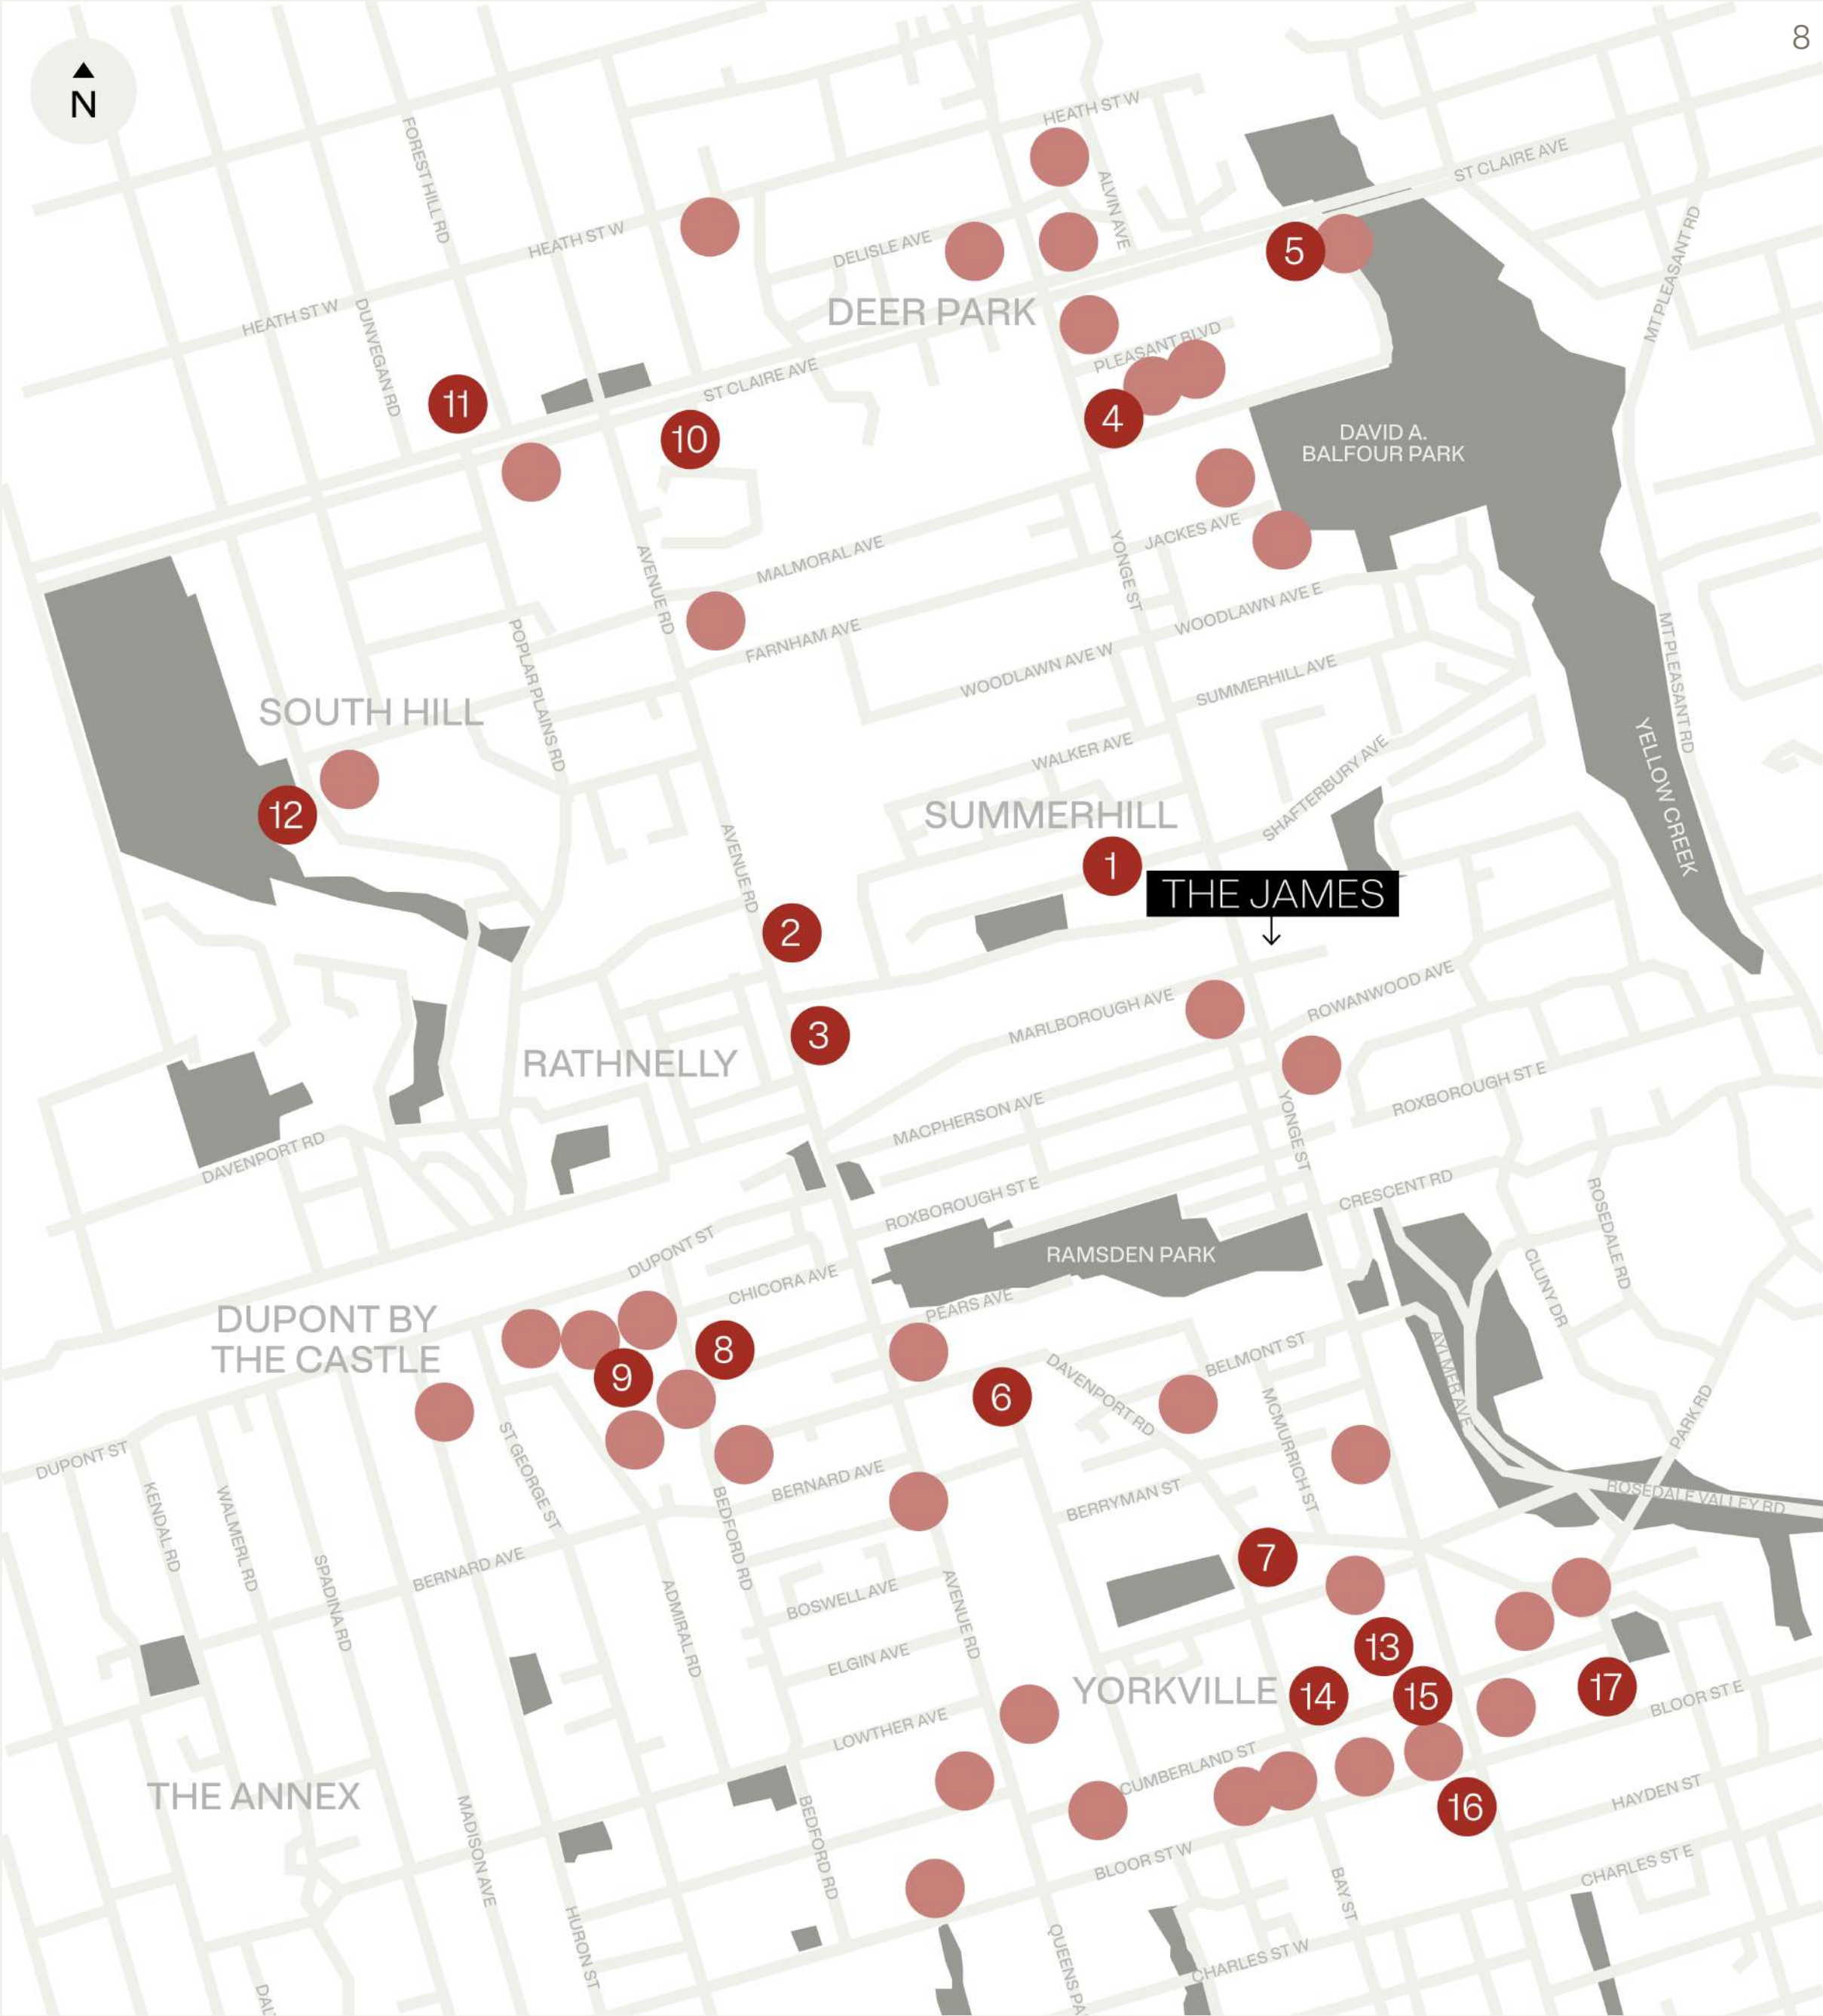 8
N
HEATH ST W
FOREST HILL RD
ST CLAIRE AVE
ALVIN AVE
HEATH ST W
DELISLE AVE
5
MT PLEASANT RD
HEATH ST W
DUNVEGAN RD
DEER PARK
PLEASANT BLVD
ST CLAIRE AVE
11
4
10
DAVID A.
BALFOUR PARK
JACKES AVE
YONGE ST
MALMORAL AVE
AVENUE RD
WOODLAWN AVE E
FARNHAM AVE
POPLAR PLAINS RD
WOODLAWN AVE W
SUMMERHILL AVE
MT PLEASANT RD
SOUTH HILL
WALKER AVE
YELLOW CREEK
SHAFTERBURY AVE
12
SUMMERHILL
AVENUE RD
1
THE JAMES
2
ROWANWOOD AVE
MARLBOROUGH AVE
3
RATHNELLY
ROXBOROUGH ST E
MACPHERSON AVE
YONGE ST
DAVENPORT RD
CRESCENT RD
ROXBOROUGH ST E
ROSEDALE RD
DUPONT ST
RAMSDEN PARK
CLUNY DR
CHICORA AVE
PEARS AVE
DUPONT BY
THE CASTLE
8
9
6
BELMONT ST
DAVENPORT RD
AYLMER AVE
MCMURRICH ST
PARK RD
DUPONT ST
ST GEORGE ST
BERNARD AVE
BERRYMAN ST
ROSEDALE VALLEY RD
KENDAL RD
WALMER RD
BEDFORD RD
SPADINA RD
BERNARD AVE
7
ADMIRAL RD
BOSWELL AVE
AVENUE RD
ELGIN AVE
13
YORKVILLE
14
15
17
BLOOR ST E
LOWTHER AVE
CUMBERLAND ST
THE ANNEX
MADISON AVE
BEDFORD RD
16
HAYDEN ST
BLOOR ST W
CHARLES ST E
BAY ST
HURON ST
QUEENS PA
CHARLES ST W
DAL